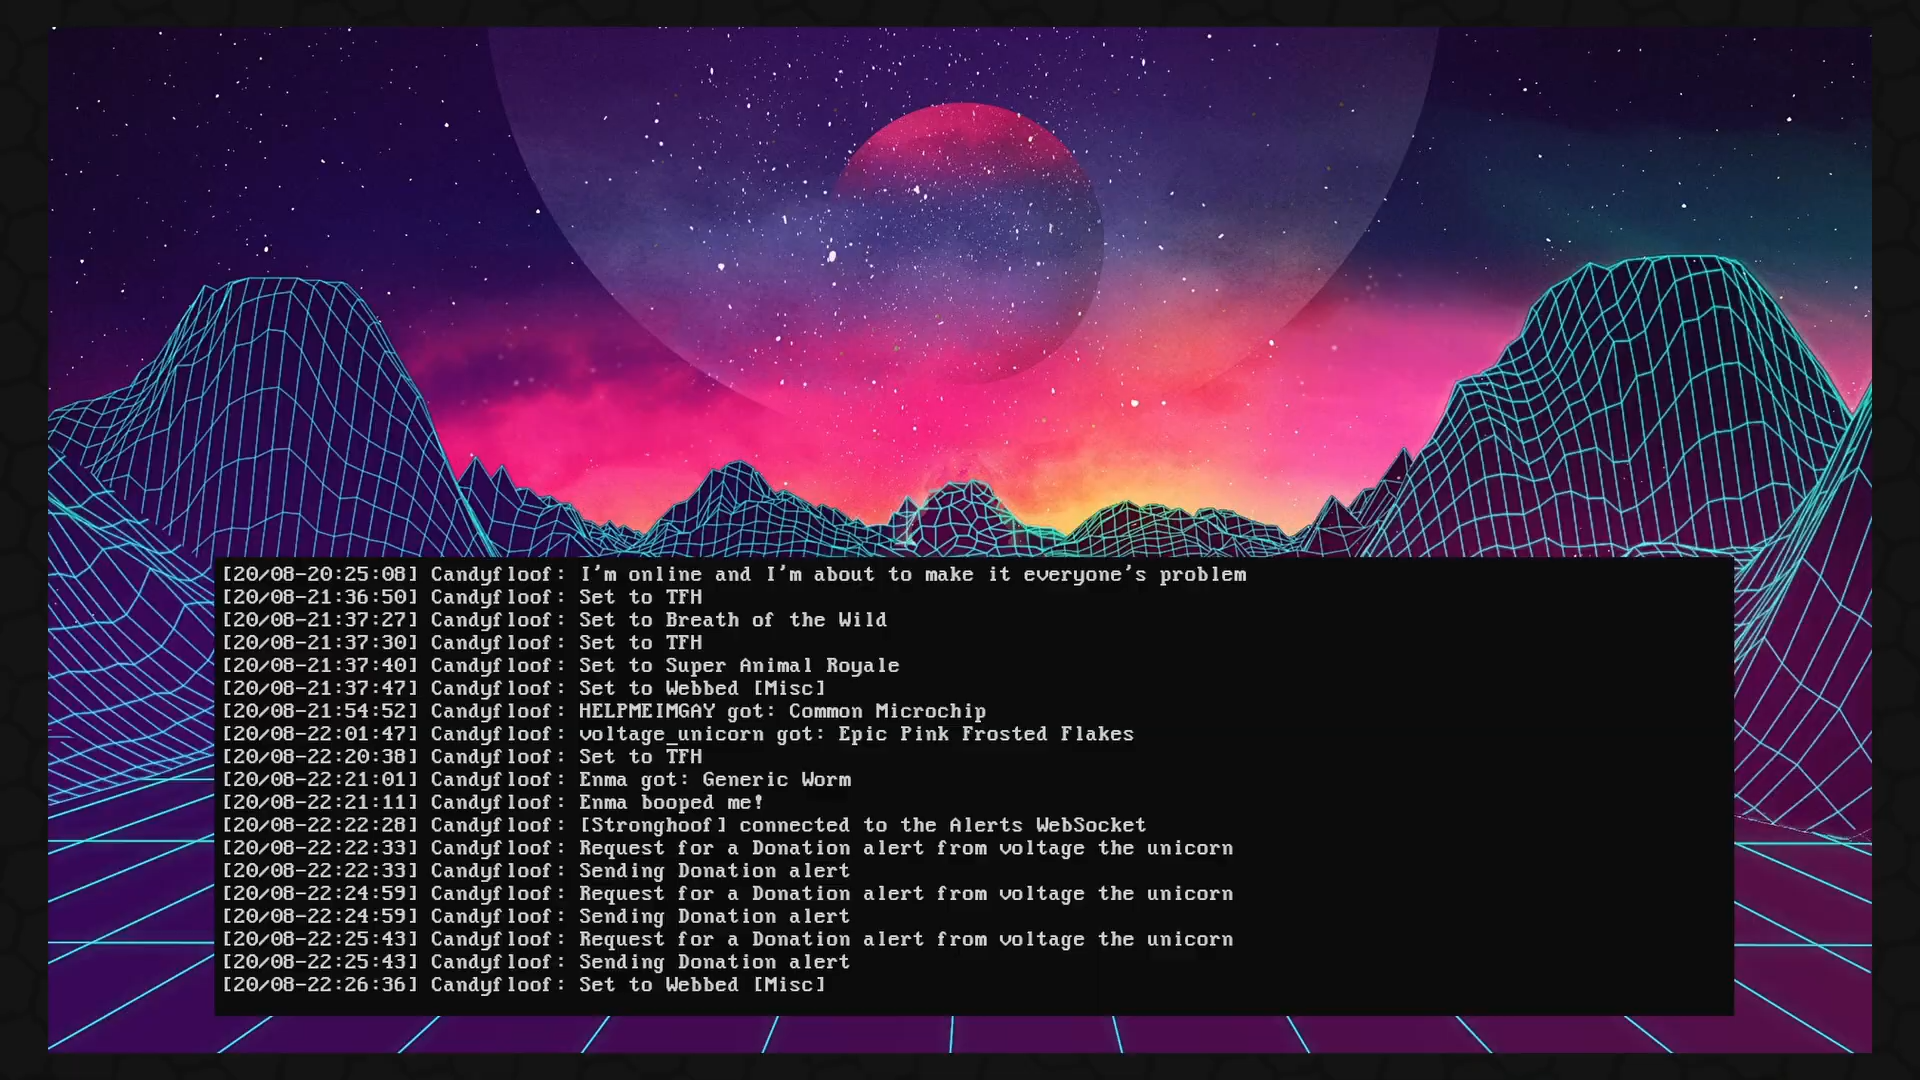 [20/08-20:25:08] Candyfloof: I'm online and I'm about to make it everyone's problem
[20/08-21:36:50] Candyfloof: Set to TFH
[20/08-21:37:27] Candyfloof: Set to Breath of the Wild
[20/08-21:37:30] Candyfloof: Set to TFH
[20/08-21:37:40] Candyfloof: Set to Super Animal Royale
[20/08-21:37:47] Candyfloof: Set to Webbed [Misc]
[20/08-21:54:52] Candyfloof: HELPMEIMGAY got: Common Microchip
[20/08-22:01:47] Candyfloof: voltage_unicorn got: Epic Pink Frosted Flakes
[20/08-22:20:38] Candyfloof: Set to TFH
[20/08-22:21:01] Candyfloof: Enma got: Generic Worm
[20/08-22:21:11] Candyfloof: Enma booped me!
[20/08-22:22:28] Candyfloof: [Stronghoof] connected to the Alerts WebSocket
[20/08-22:22:33] Candyfloof: Request for a Donation alert from voltage the unicorn
[20/08-22:22:33] Candyfloof: Sending Donation alert
[20/08-22:24:59] Candyfloof: Request for a Donation alert from voltage the unicorn
[20/08-22:24:59] Candyfloof: Sending Donation alert
[20/08-22:25:43] Candyfloof: Request for a Donation alert from voltage the unicorn
[20/08-22:25:43] Candyfloof: Sending Donation alert
[20/08-22:26:36] Candyfloof: Set to Webbed [Misc]